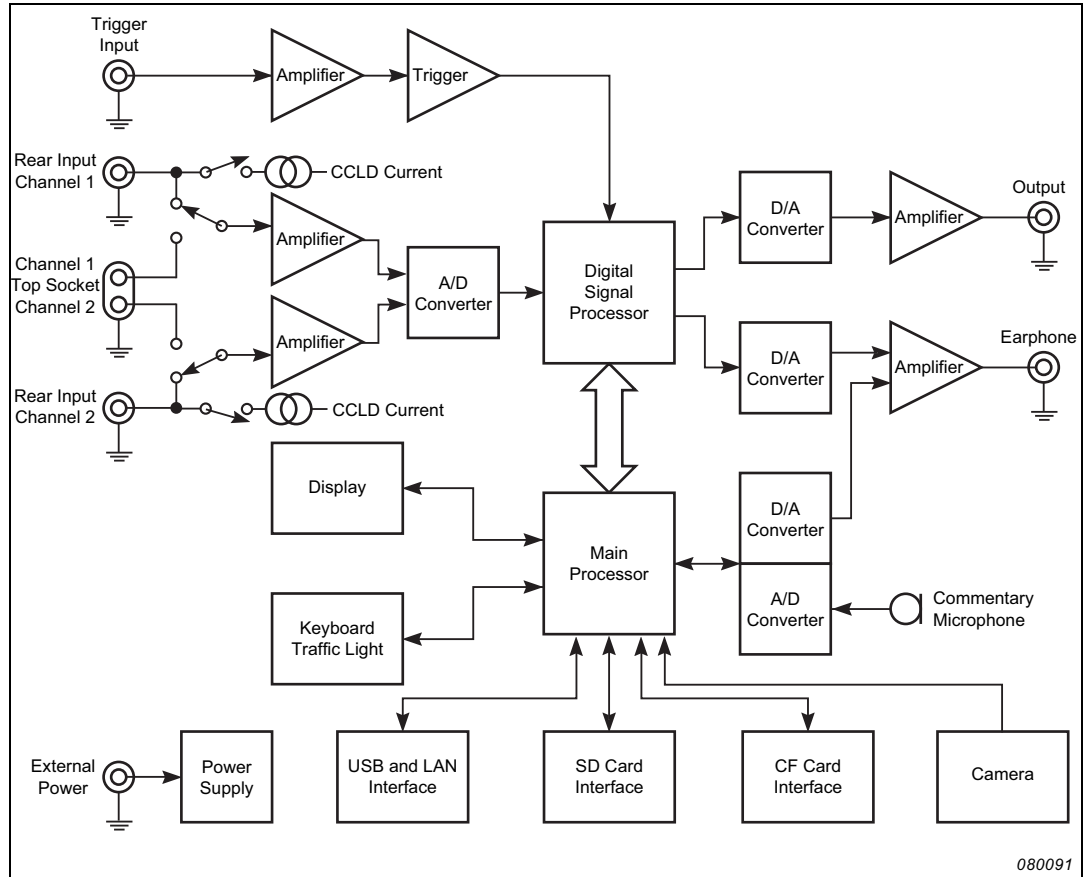 Trigger
Input
Amplifier
Trigger
Rear Input
Channel 1
CCLD Current
Amplifier
Channel 1
Top Socket
Channel 2
Amplifier
A/D
Converter
Digital
Signal
Processor
D/A
Converter
Amplifier
Output
D/A
Converter
Amplifier
Earphone
Rear Input
Channel 2
CCLD Current
Display
Main
Processor
D/A
Converter
A/D
Converter
Commentary
Microphone
Keyboard
Traffic Light
External
Power
Power
Supply
USB and LAN
Interface
SD Card
Interface
CF Card
Interface
Camera
080091